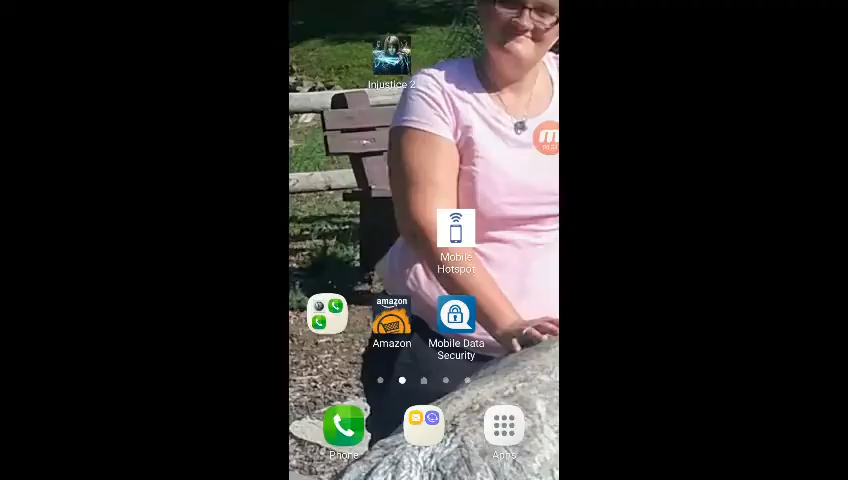 Injustice 2
Mobile
Hotspot
amazon
Amazon
Mobile Data
Security
Phone
Apps